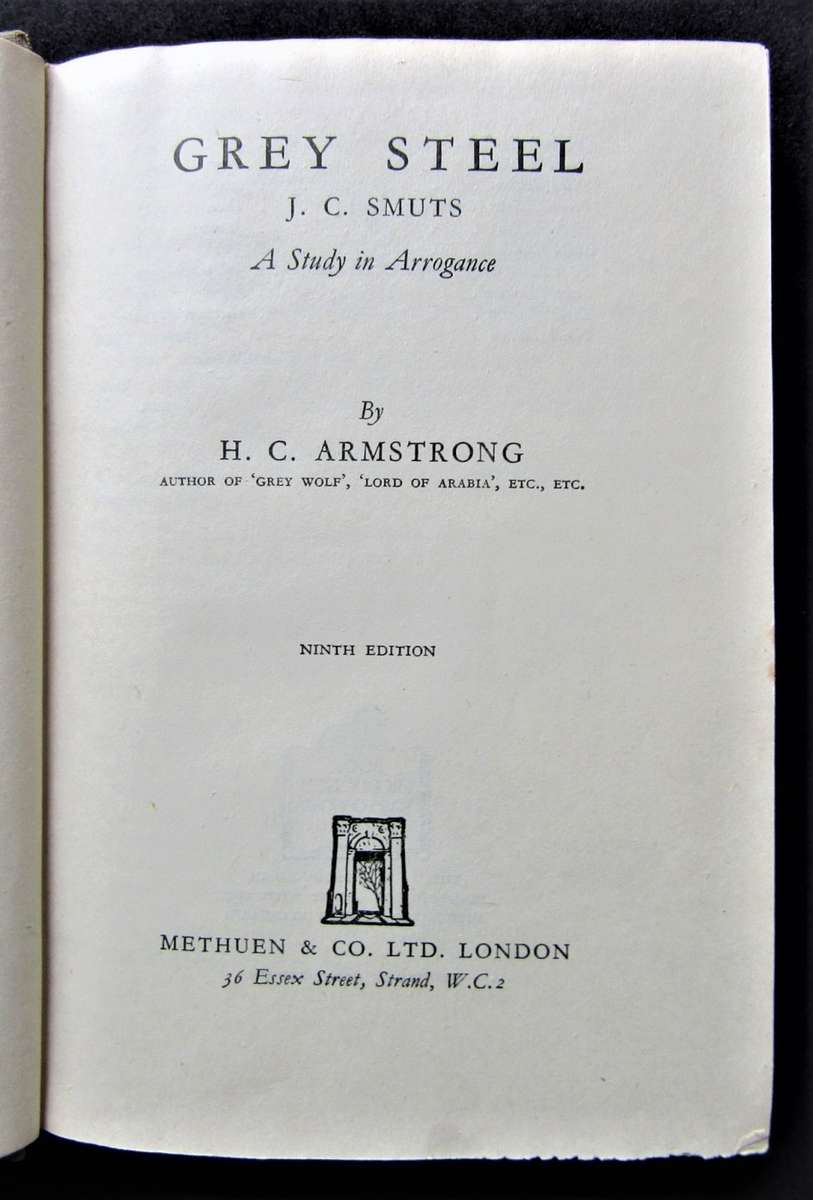 GREY STEEL
J. C. SMUTS
A Study in Arrogance
By
H. C. ARMSTRONG
AUTHOR OF 'GREY WOLF', 'LORD OF ARABIA', ETC., ETC.
NINTH EDITION
METHUEN & CO. LTD. LONDON
36 Essex Street, Strand, W.C.2